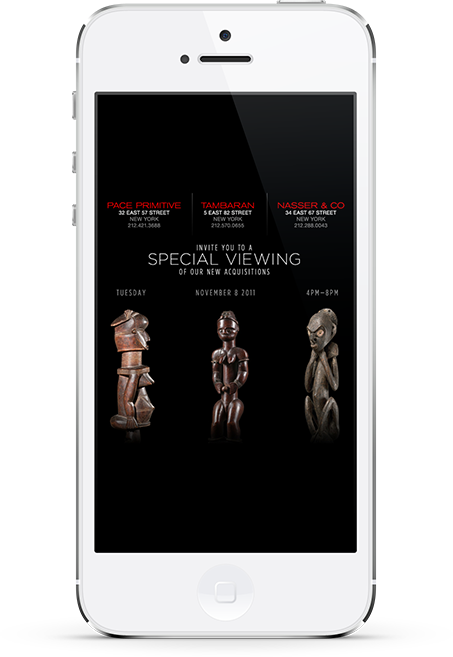 PACE PRIMITIVE
32 EAST 57 STREET
NEW YORK
212.421.3688
TAMBARAN
5 EAST 82 STREET
NEW YORK
212.570.0655
NASSER & CO
34 EAST 67 STREET
NEW YORK
212.288.0043
INVITE YOU TO A
SPECIAL VIEWING
OF OUR NEW ACQUISITIONS
TUESDAY NOVEMBER 8 2011 4PM–8PM